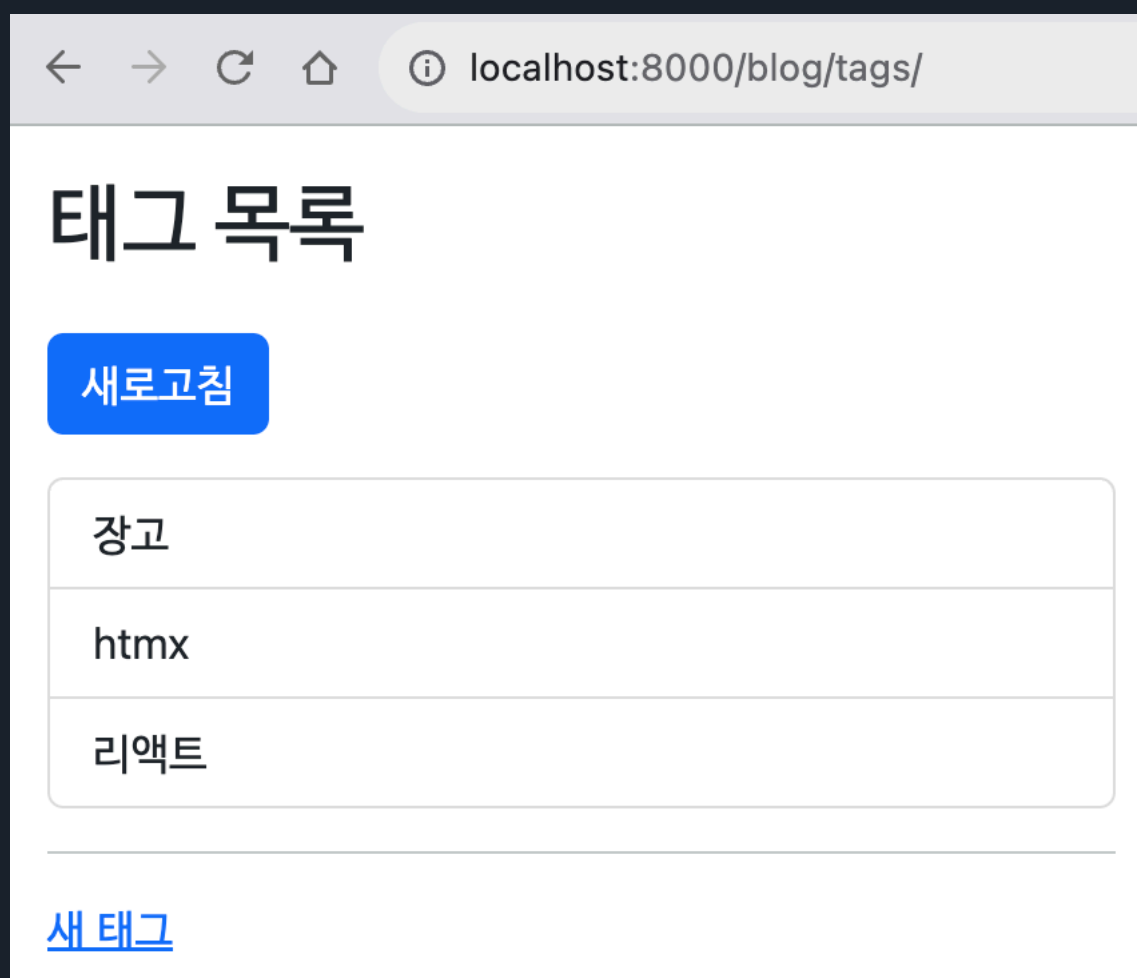 localhost:8000/blog/tags/
태그 목록
새로고침
장고
htmx
리액트
새 태그